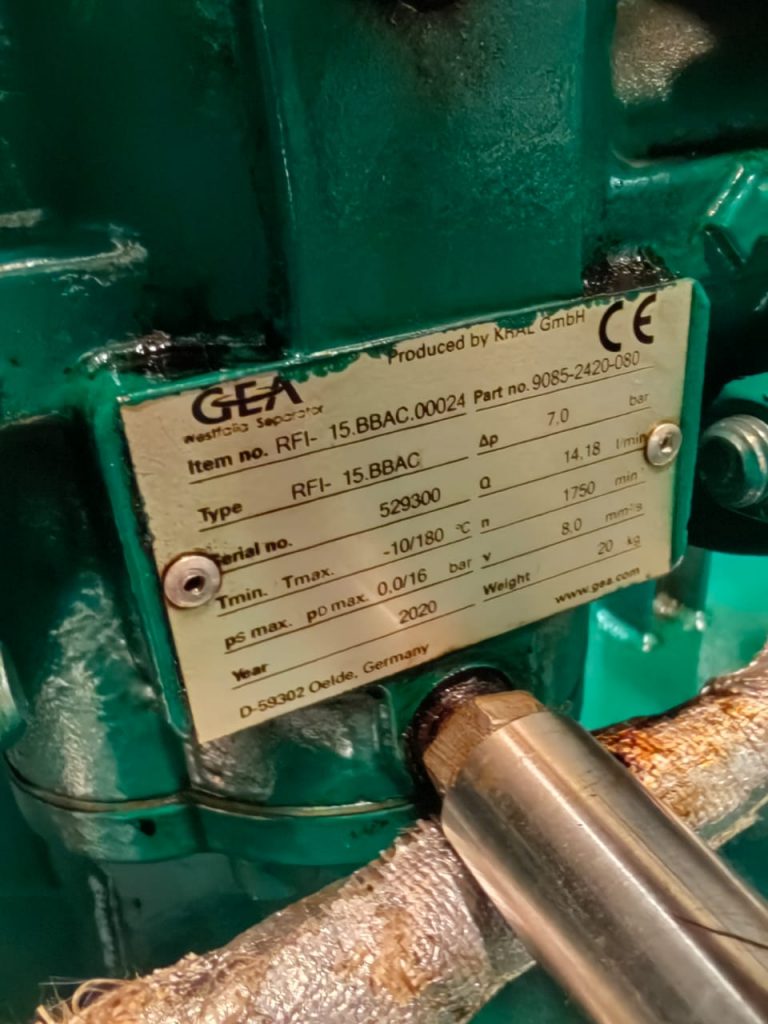 Produced by KRAL GmbH CE
GEA
Westfalia Separator
Item no. RFI- 15.BBAC.00024 Part no. 9085-2420-080
Type RFI- 15.BBAC Δp 7,0 bar
Serial no. 529300 Q 14,18 l/min
Tmin. Tmax. -10/180 °C n 1750 min⁻¹
ps max. pD max. 0,0/16 bar v 8,0 mm²/s
Year 2020 Weight 20 kg
D-59302 Oelde, Germany www.gea.com